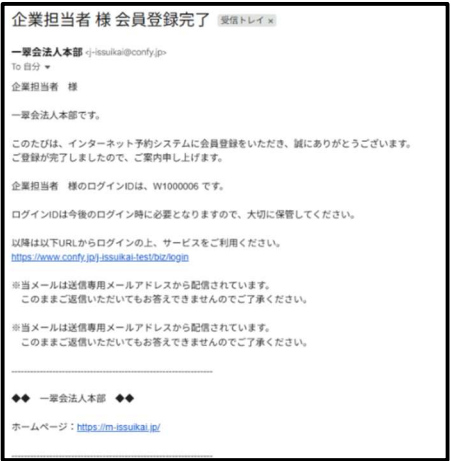 企業担当者 様 会員登録完了 受信トレイ ×
一翠会法人本部 <j-issuikai@confy.jp>
To 自分 ▼
企業担当者　様
一翠会法人本部です。
このたびは、インターネット予約システムに会員登録をいただき、誠にありがとうございます。
ご登録が完了しましたので、ご案内申し上げます。
企業担当者　様のログインIDは、W1000006 です。
ログインIDは今後のログイン時に必要となりますので、大切に保管してください。
以降は以下URLからログインの上、サービスをご利用ください。
https://www.confy.jp/j-issuikai-test/biz/login
※当メールは送信専用メールアドレスから配信されています。
このままご返信いただいてもお答えできませんのでご了承ください。
※当メールは送信専用メールアドレスから配信されています。
このままご返信いただいてもお答えできませんのでご了承ください。
------------------------------------------------------------
◆◆　一翠会法人本部　◆◆
ホームページ：https://m-issuikai.jp/
------------------------------------------------------------